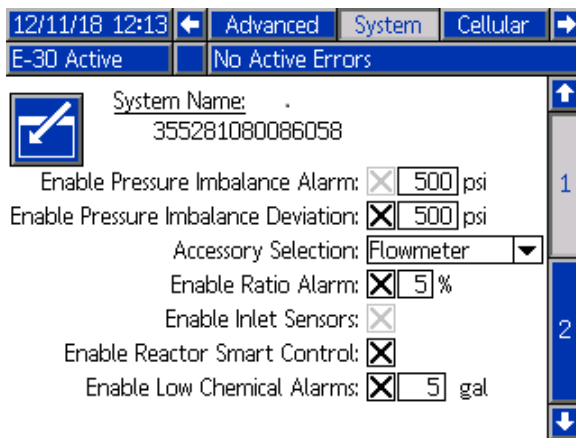 12/11/18 12:13 Advanced System Cellular
E-30 Active No Active Errors
System Name: .
355281080086058
Enable Pressure Imbalance Alarm: 500 psi
1
Enable Pressure Imbalance Deviation: 500 psi
Accessory Selection: Flowmeter
Enable Ratio Alarm: 5 %
Enable Inlet Sensors:
2
Enable Reactor Smart Control:
Enable Low Chemical Alarms: 5 gal